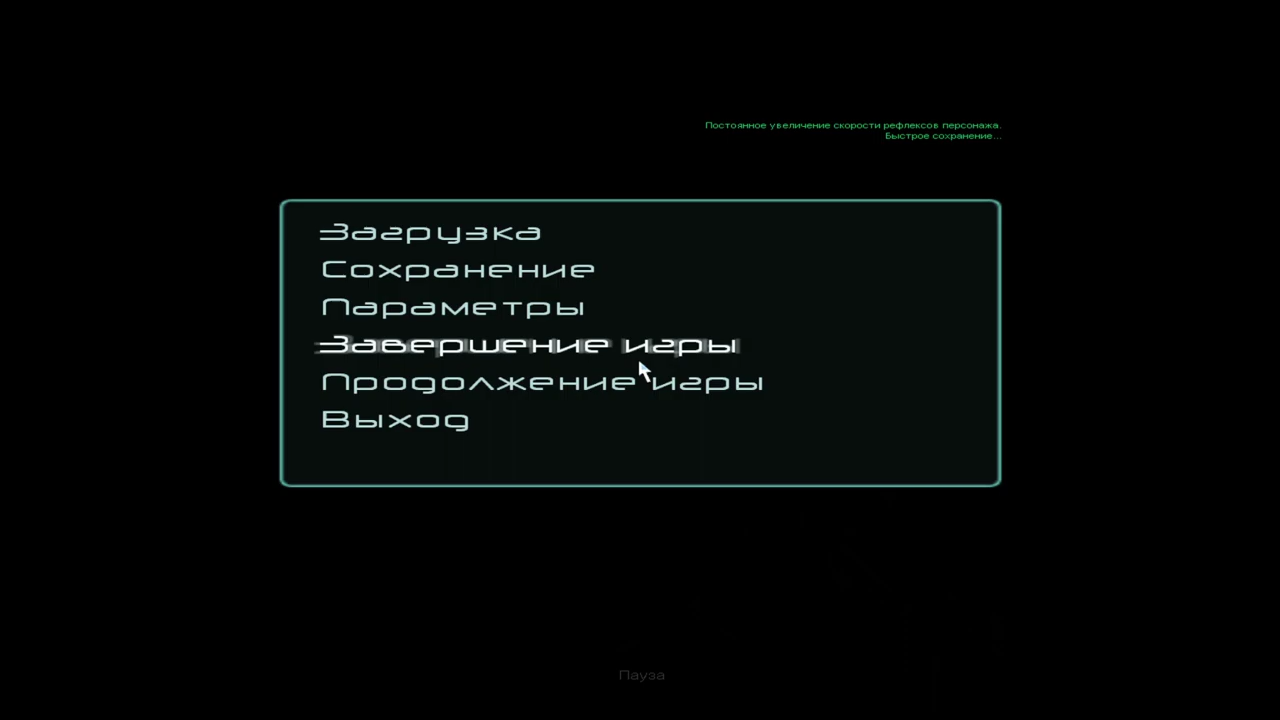 Постоянное увеличение скорости рефлексов персонажа.
Быстрое сохранение...
Загрузка
Сохранение
Параметры
Завершение игры
Продолжение игры
Выход
Пауза